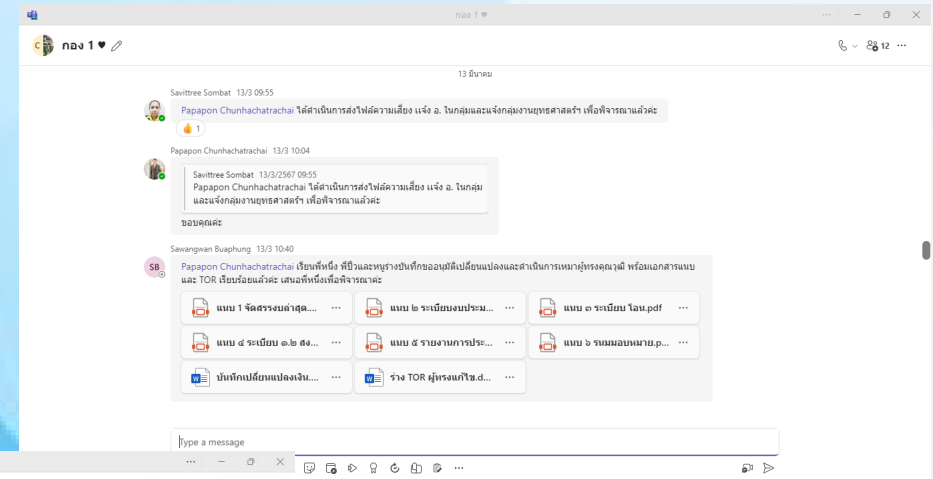 กอง 1 ♥
C กอง 1 ♥ 12
13 มีนาคม
Savittree Sombat 13/3 09:55
Papapon Chunhachatrachai ได้ดำเนินการส่งไฟล์ความเสี่ยง แจ้ง อ. ในกลุ่มและแจ้งกลุ่มงานยุทธศาสตร์ฯ เพื่อพิจารณาแล้วค่ะ
1
Papapon Chunhachatrachai 13/3 10:04
Savittree Sombat 13/3/2567 09:55
Papapon Chunhachatrachai ได้ดำเนินการส่งไฟล์ความเสี่ยง แจ้ง อ. ในกลุ่ม
และแจ้งกลุ่มงานยุทธศาสตร์ฯ เพื่อพิจารณาแล้วค่ะ
ขอบคุณค่ะ
Sawangwan Buaphung 13/3 10:40
SB
Papapon Chunhachatrachai เรียนพี่หนึ่ง พี่บิ๋วและหนูร่างบันทึกขออนุมัติเปลี่ยนแปลงและดำเนินการเหมาผู้ทรงคุณวุฒิ พร้อมเอกสารแนบ
และ TOR เรียบร้อยแล้วค่ะ เสนอพี่หนึ่งเพื่อพิจารณาค่ะ
แนบ 1 จัดสรรงบล่าสุด.... แนบ ๒ ระเบียบงบประม... แนบ ๓ ระเบียบ โอน.pdf
แนบ ๔ ระเบียบ ๑.๒ สง... แนบ ๕ รายงานการประ... แนบ ๖ รนมมอบหมาย.p...
บันทึกเปลี่ยนแปลงเงิน.... ร่าง TOR ผู้ทรงแก้ไข.d...
Type a message